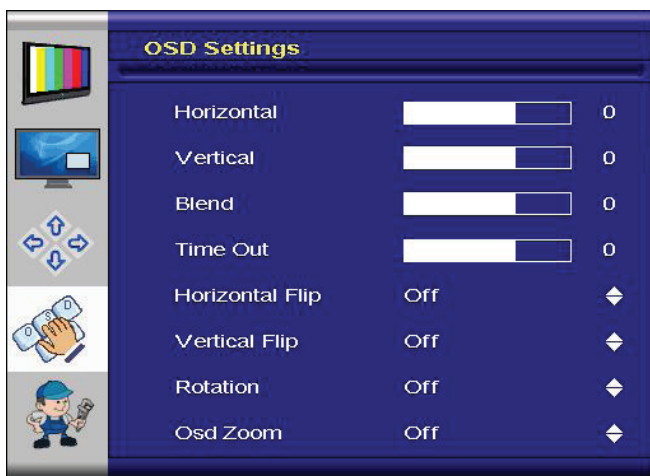 OSD Settings
Horizontal 0
Vertical 0
Blend 0
Time Out 0
Horizontal Flip Off
Vertical Flip Off
Rotation Off
Osd Zoom Off
O S D